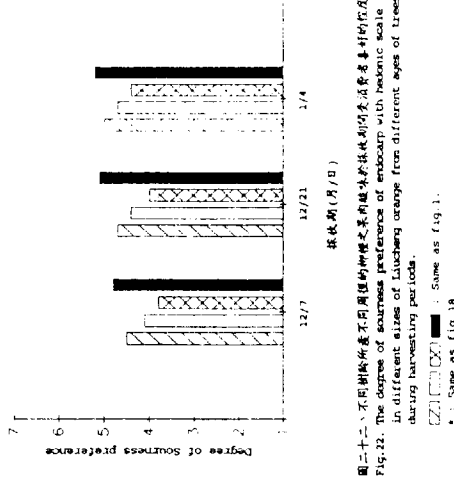 Degree of Sourness preference
7
6
5
4
3
2
1
12/7
12/21
1/4
採收期(月/日)
圖二十二、不同樹齡所產不同周徑的柳橙之果肉酸味於採收期間受消費者喜好的程度
Fig.22. The degree of sourness preference of endocarp with hedonic scale
in different sizes of Liucheng orange from different ages of trees
during harvesting periods.
: Same as fig.1.
* : Same as fig.18